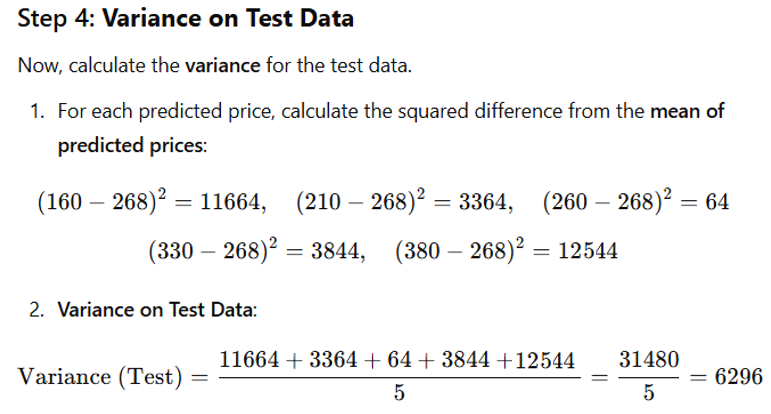 Step 4: Variance on Test Data
Now, calculate the variance for the test data.
1. For each predicted price, calculate the squared difference from the mean of
predicted prices:
(160 − 268)² = 11664, (210 − 268)² = 3364, (260 − 268)² = 64
(330 − 268)² = 3844, (380 − 268)² = 12544
2. Variance on Test Data:
Variance (Test) = (11664 + 3364 + 64 + 3844 +12544)/5 = 31480/5 = 6296